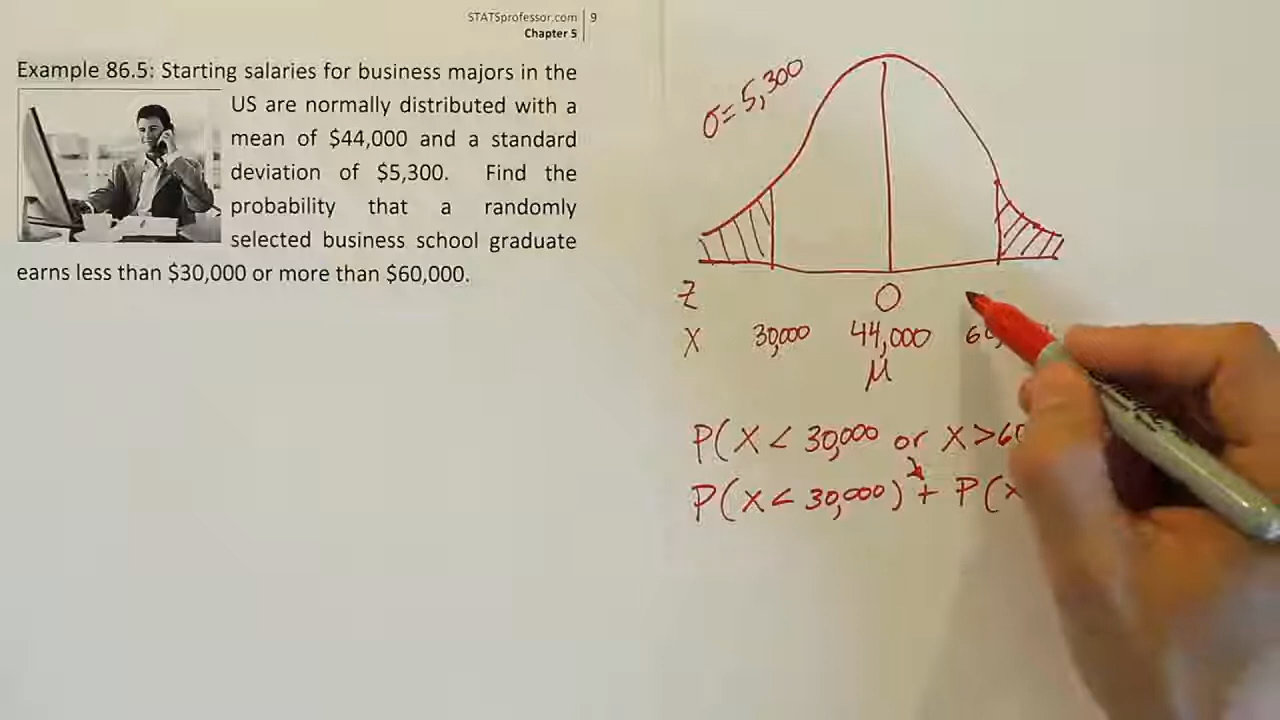 STATSprofessor.com | 9
Chapter 5
Example 86.5: Starting salaries for business majors in the
US are normally distributed with a
mean of $44,000 and a standard
deviation of $5,300. Find the
probability that a randomly
selected business school graduate
earns less than $30,000 or more than $60,000.
σ = 5,300
Z 0
X 30,000 44,000
μ
P(X < 30,000 or X >
P(X < 30,000) + P(X